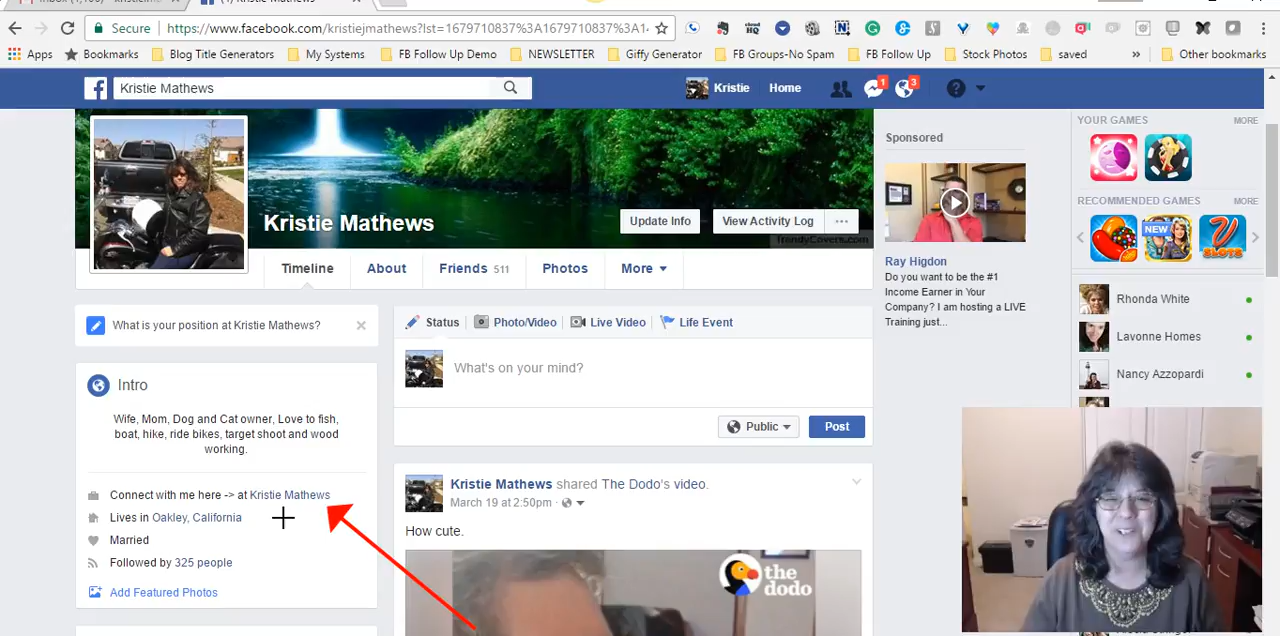 Kristie Mathews
Secure
https://www.facebook.com/kristiejmathews?lst=1679710837%3A1679710837%3A1
Apps
Bookmarks
Blog Title Generators
My Systems
FB Follow Up Demo
NEWSLETTER
Giffy Generator
FB Groups-No Spam
FB Follow Up
Stock Photos
saved
»
Other bookmarks
Kristie Mathews
Kristie
Home
1
3
Kristie Mathews
Update Info
View Activity Log
...
TrendyCovers.com
Timeline
About
Friends 511
Photos
More
What is your position at Kristie Mathews?
Intro
Wife, Mom, Dog and Cat owner, Love to fish,
boat, hike, ride bikes, target shoot and wood
working.
Connect with me here -> at Kristie Mathews
Lives in Oakley, California
Married
Followed by 325 people
Add Featured Photos
Status
Photo/Video
Live Video
Life Event
What's on your mind?
Public
Post
Kristie Mathews shared The Dodo's video.
March 19 at 2:50pm
How cute.
the
dodo
Sponsored
Ray Higdon
Do you want to be the #1
Income Earner in Your
Company? I am hosting a LIVE
Training just...
YOUR GAMES
MORE
RECOMMENDED GAMES
MORE
NEW
SLOTS
Rhonda White
Lavonne Homes
Nancy Azzopardi